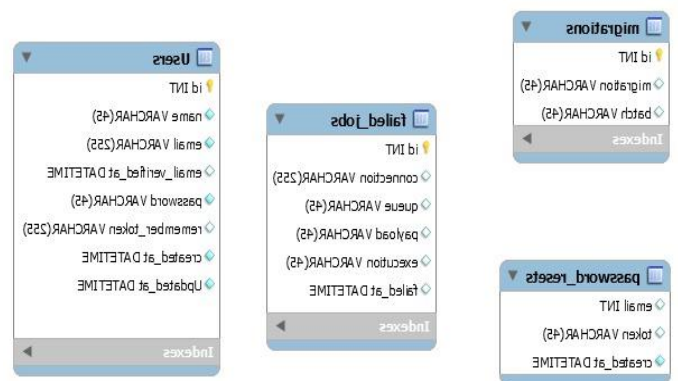 Users
id INT
name VARCHAR(45)
email VARCHAR(255)
email_verified_at DATETIME
password VARCHAR(45)
remember_token VARCHAR(255)
created_at DATETIME
Updated_at DATETIME
Indexes
failed_jobs
id INT
connection VARCHAR(255)
queue VARCHAR(45)
payload VARCHAR(45)
execution VARCHAR(45)
failed_at DATETIME
Indexes
migrations
id INT
migration VARCHAR(45)
batch VARCHAR(45)
Indexes
password_resets
email INT
token VARCHAR(45)
created_at DATETIME